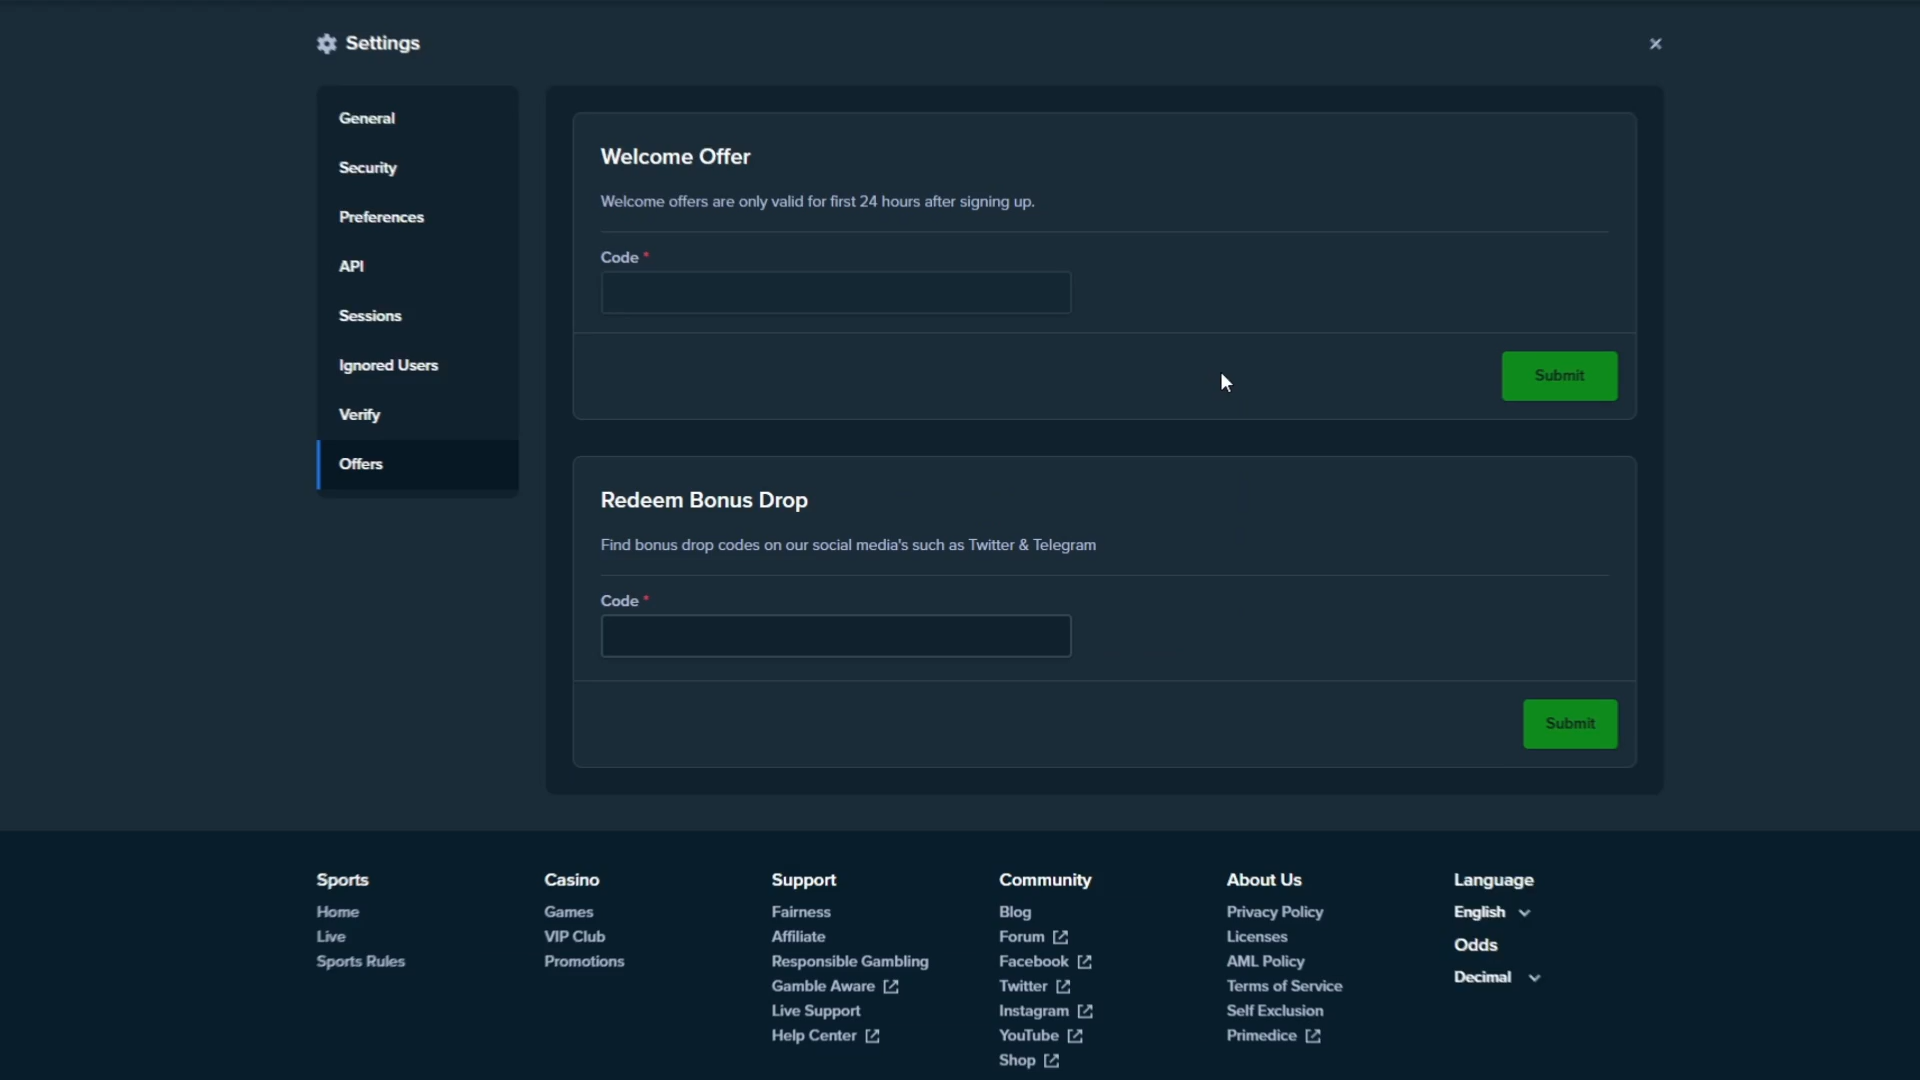 Settings
General
Security
Preferences
API
Sessions
Ignored Users
Verify
Offers
Welcome Offer
Welcome offers are only valid for first 24 hours after signing up.
Code *
Submit
Redeem Bonus Drop
Find bonus drop codes on our social media's such as Twitter & Telegram
Code *
Submit
Sports
Home
Live
Sports Rules
Casino
Games
VIP Club
Promotions
Support
Fairness
Affiliate
Responsible Gambling
Gamble Aware
Live Support
Help Center
Community
Blog
Forum
Facebook
Twitter
Instagram
YouTube
Shop
About Us
Privacy Policy
Licenses
AML Policy
Terms of Service
Self Exclusion
Primedice
Language
English
Odds
Decimal